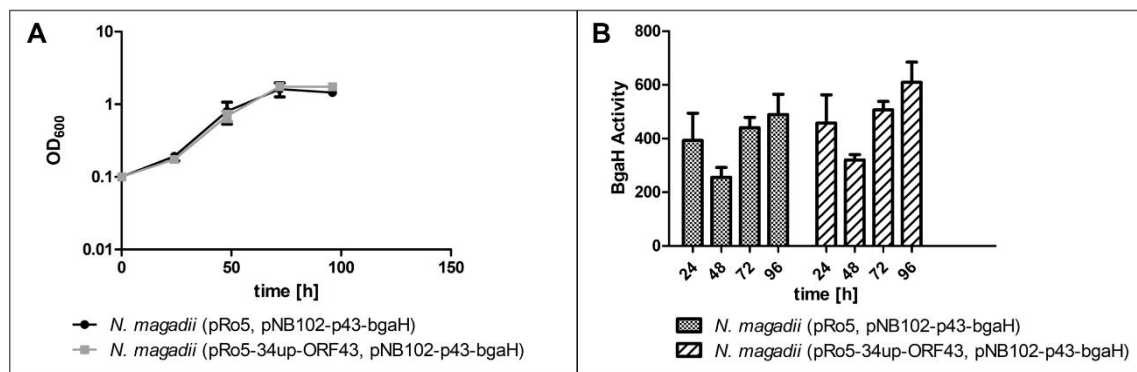 A
OD600
10
1
0.1
0.01
0
50
100
150
time [h]
N. magadii (pRo5, pNB102-p43-bgaH)
N. magadii (pRo5-34up-ORF43, pNB102-p43-bgaH)
B
BgaH Activity
800
600
400
200
0
24
48
72
96
24
48
72
96
time [h]
N. magadii (pRo5, pNB102-p43-bgaH)
N. magadii (pRo5-34up-ORF43, pNB102-p43-bgaH)